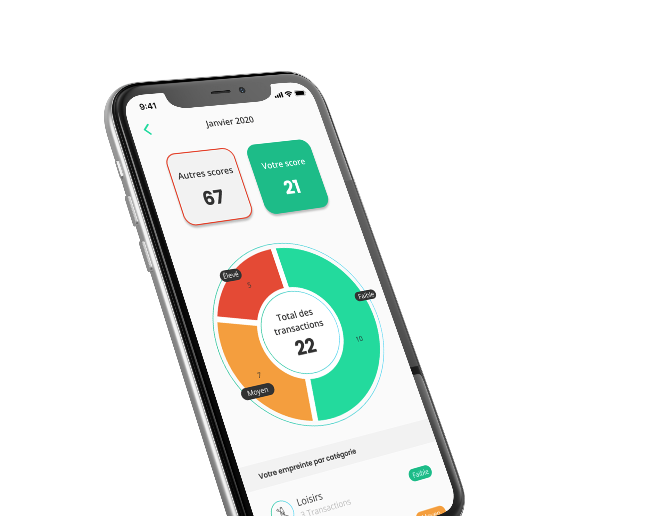 9:41
Janvier 2020
Autres scores
67
Votre score
21
Élevé
5
Faible
10
Total des
transactions
22
7
Moyen
Votre empreinte par catégorie
Faible
Loisirs
3 Transactions